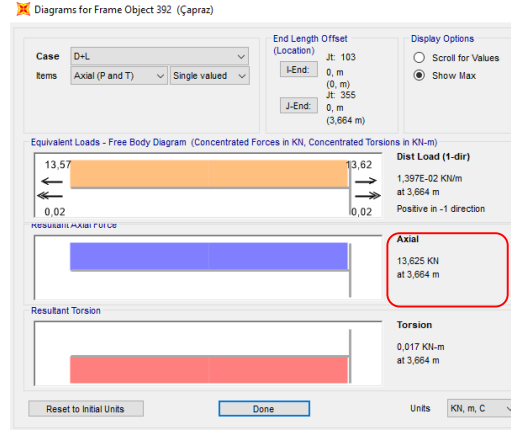 Diagrams for Frame Object 392 (Çapraz)
Case D+L
Items Axial (P and T) Single valued
End Length Offset
(Location)
Jt: 103
I-End: 0, m
(0, m)
Jt: 355
J-End: 0, m
(3,664 m)
Display Options
Scroll for Values
Show Max
Equivalent Loads - Free Body Diagram (Concentrated Forces in KN, Concentrated Torsions in KN-m)
13,57 13,62
0,02 0,02
Dist Load (1-dir)
1,397E-02 KN/m
at 3,664 m
Positive in -1 direction
Resultant Axial Force
Axial
13,625 KN
at 3,664 m
Resultant Torsion
Torsion
0,017 KN-m
at 3,664 m
Reset to Initial Units Done Units KN, m, C